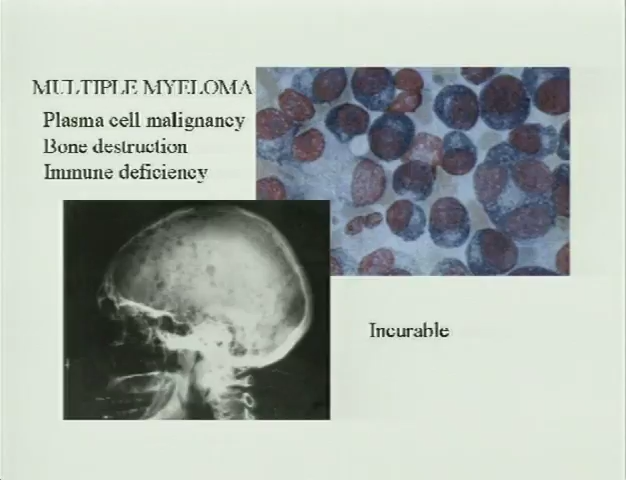 MULTIPLE MYELOMA
Plasma cell malignancy
Bone destruction
Immune deficiency
Incurable